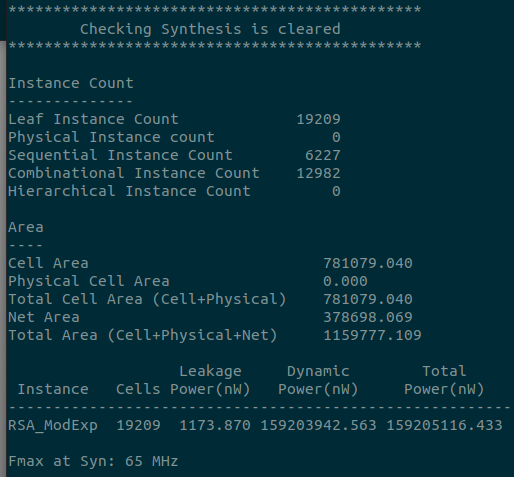 **********************************************
Checking Synthesis is cleared
**********************************************
Instance Count
--------------
Leaf Instance Count 19209
Physical Instance count 0
Sequential Instance Count 6227
Combinational Instance Count 12982
Hierarchical Instance Count 0
Area
----
Cell Area 781079.040
Physical Cell Area 0.000
Total Cell Area (Cell+Physical) 781079.040
Net Area 378698.069
Total Area (Cell+Physical+Net) 1159777.109
Leakage Dynamic Total
Instance Cells Power(nW) Power(nW) Power(nW)
--------------------------------------------------------
RSA_ModExp 19209 1173.870 159203942.563 159205116.433
Fmax at Syn: 65 MHz